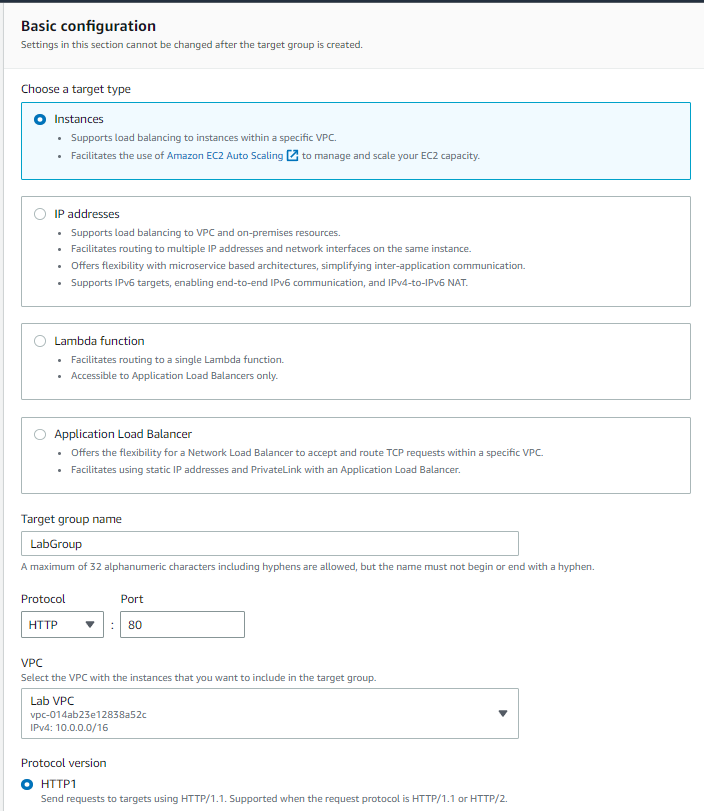 Basic configuration
Settings in this section cannot be changed after the target group is created.
Choose a target type
Instances
• Supports load balancing to instances within a specific VPC.
• Facilitates the use of Amazon EC2 Auto Scaling to manage and scale your EC2 capacity.
IP addresses
• Supports load balancing to VPC and on-premises resources.
• Facilitates routing to multiple IP addresses and network interfaces on the same instance.
• Offers flexibility with microservice based architectures, simplifying inter-application communication.
• Supports IPv6 targets, enabling end-to-end IPv6 communication, and IPv4-to-IPv6 NAT.
Lambda function
• Facilitates routing to a single Lambda function.
• Accessible to Application Load Balancers only.
Application Load Balancer
• Offers the flexibility for a Network Load Balancer to accept and route TCP requests within a specific VPC.
• Facilitates using static IP addresses and PrivateLink with an Application Load Balancer.
Target group name
LabGroup
A maximum of 32 alphanumeric characters including hyphens are allowed, but the name must not begin or end with a hyphen.
Protocol Port
HTTP : 80
VPC
Select the VPC with the instances that you want to include in the target group.
Lab VPC
vpc-014ab23e12838a52c
IPv4: 10.0.0.0/16
Protocol version
HTTP1
Send requests to targets using HTTP/1.1. Supported when the request protocol is HTTP/1.1 or HTTP/2.